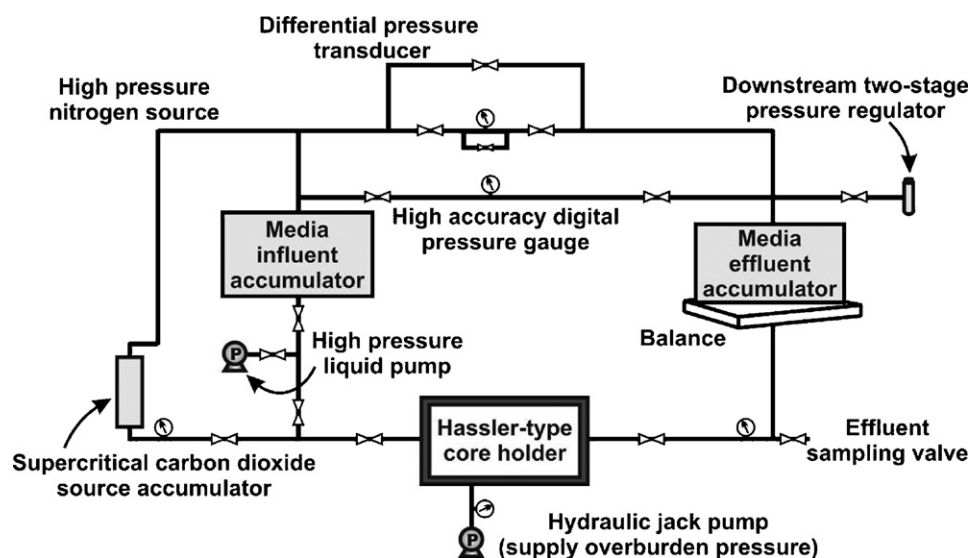 Differential pressure
transducer
High pressure
nitrogen source
Downstream two-stage
pressure regulator
High accuracy digital
pressure gauge
Media
influent
accumulator
Media
effluent
accumulator
Balance
P
High pressure
liquid pump
Hassler-type
core holder
Effluent
sampling valve
Supercritical carbon dioxide
source accumulator
P
Hydraulic jack pump
(supply overburden pressure)